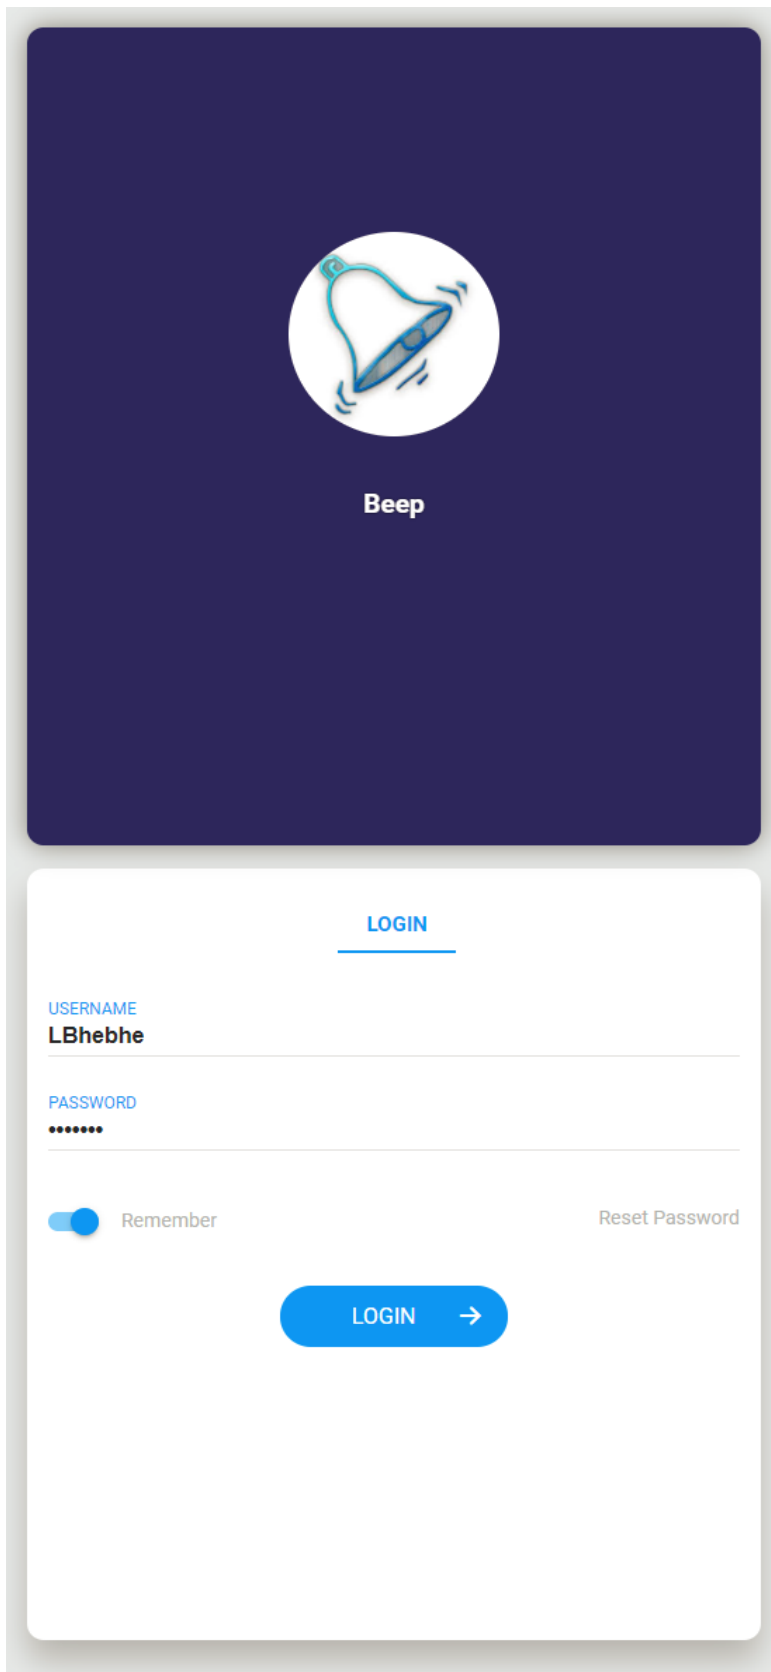 Beep
LOGIN
USERNAME
LBhebhe
PASSWORD
•••••••
Remember
Reset Password
LOGIN